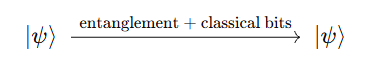 entanglement + classical bits
|ψ⟩ |ψ⟩